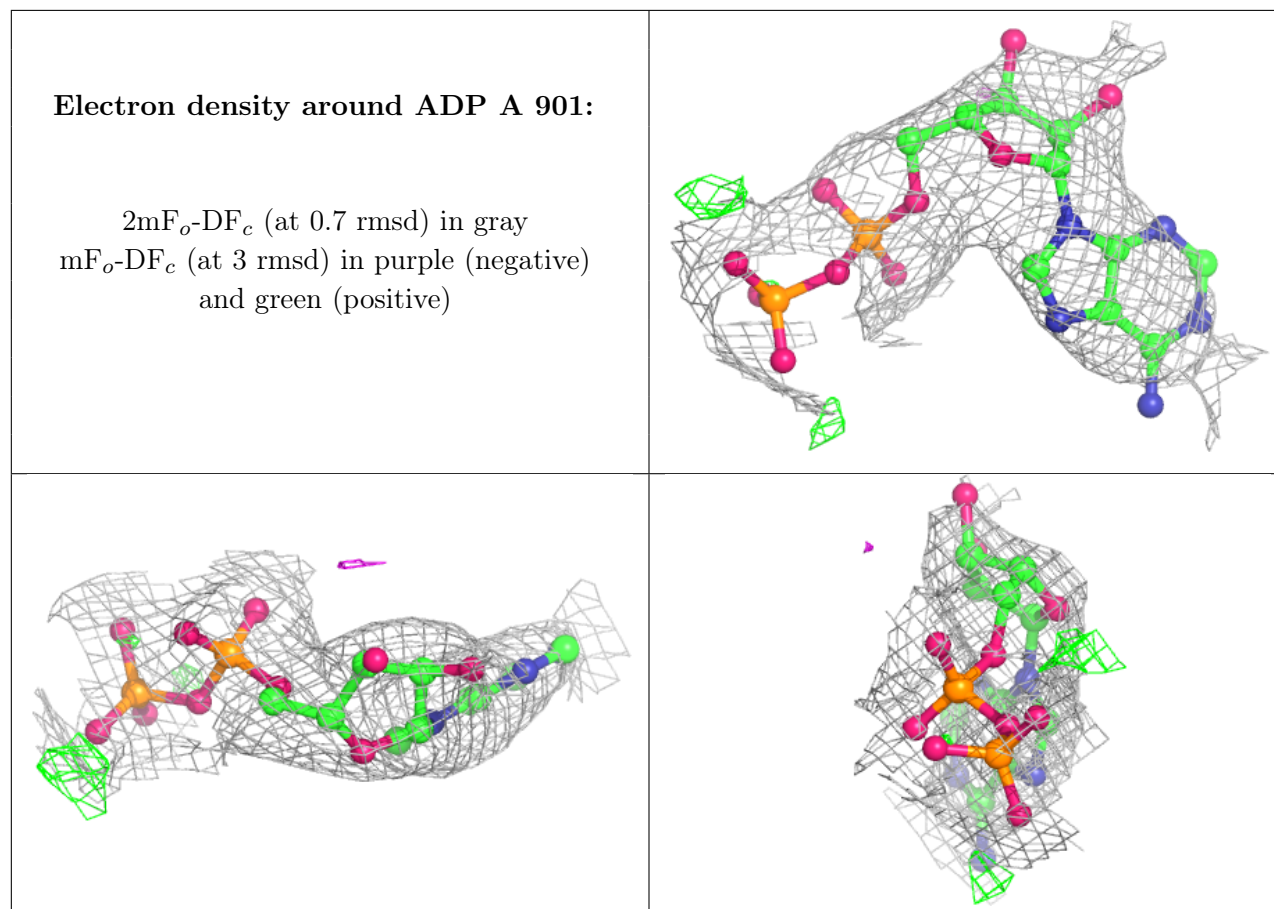 Electron density around ADP A 901:
2mFo-DFc (at 0.7 rmsd) in gray
mFo-DFc (at 3 rmsd) in purple (negative)
and green (positive)